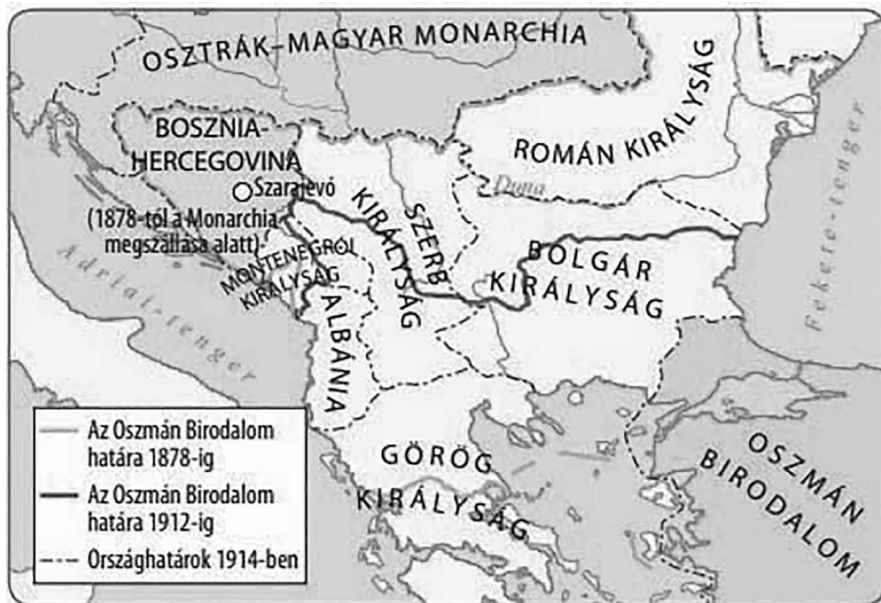 OSZTRÁK–MAGYAR MONARCHIA
BOSZNIA-
HERCEGOVINA
Szarajevó
(1878-tól a Monarchia
megszállása alatt)
MONTENEGRÓI
KIRÁLYSÁG
SZERB
KIRÁLYSÁG
ROMÁN KIRÁLYSÁG
Duna
BOLGÁR
KIRÁLYSÁG
ALBÁNIA
Adriai-tenger
Fekete-tenger
GÖRÖG
KIRÁLYSÁG
OSZMÁN
BIRODALOM
Az Oszmán Birodalom
határa 1878-ig
Az Oszmán Birodalom
határa 1912-ig
Országhatárok 1914-ben